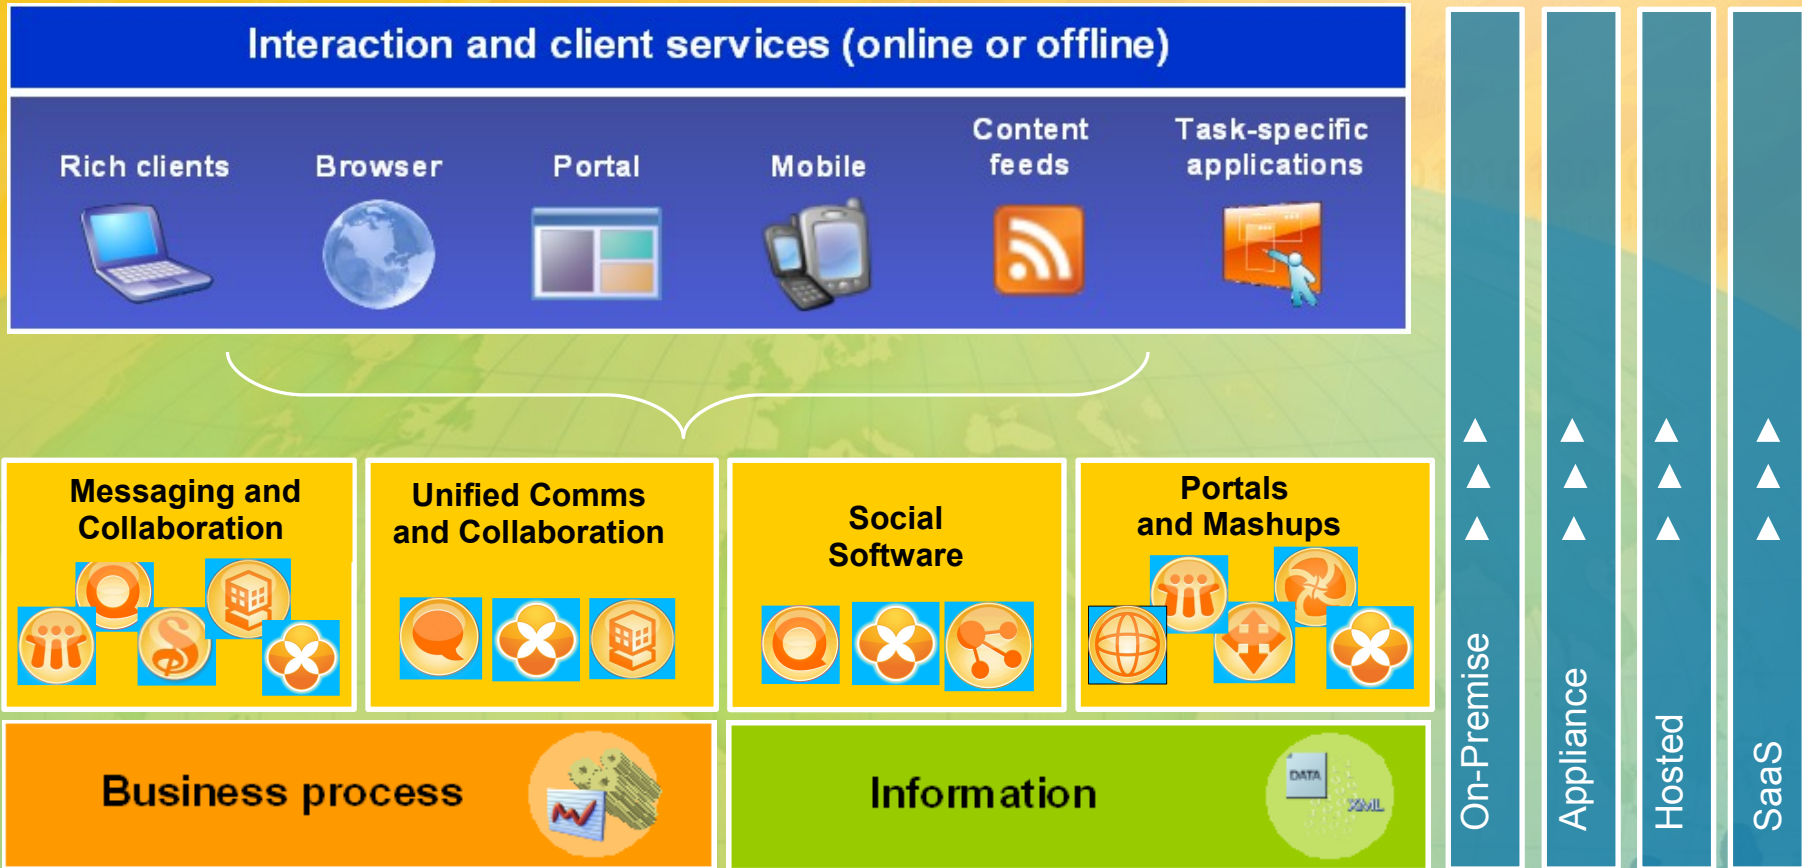 Interaction and client services (online or offline)
Rich clients
Browser
Portal
Mobile
Content
feeds
Task-specific
applications
Messaging and
Collaboration
Unified Comms
and Collaboration
Social
Software
Portals
and Mashups
Business process
Information
DATA
XML
On-Premise
Appliance
Hosted
SaaS